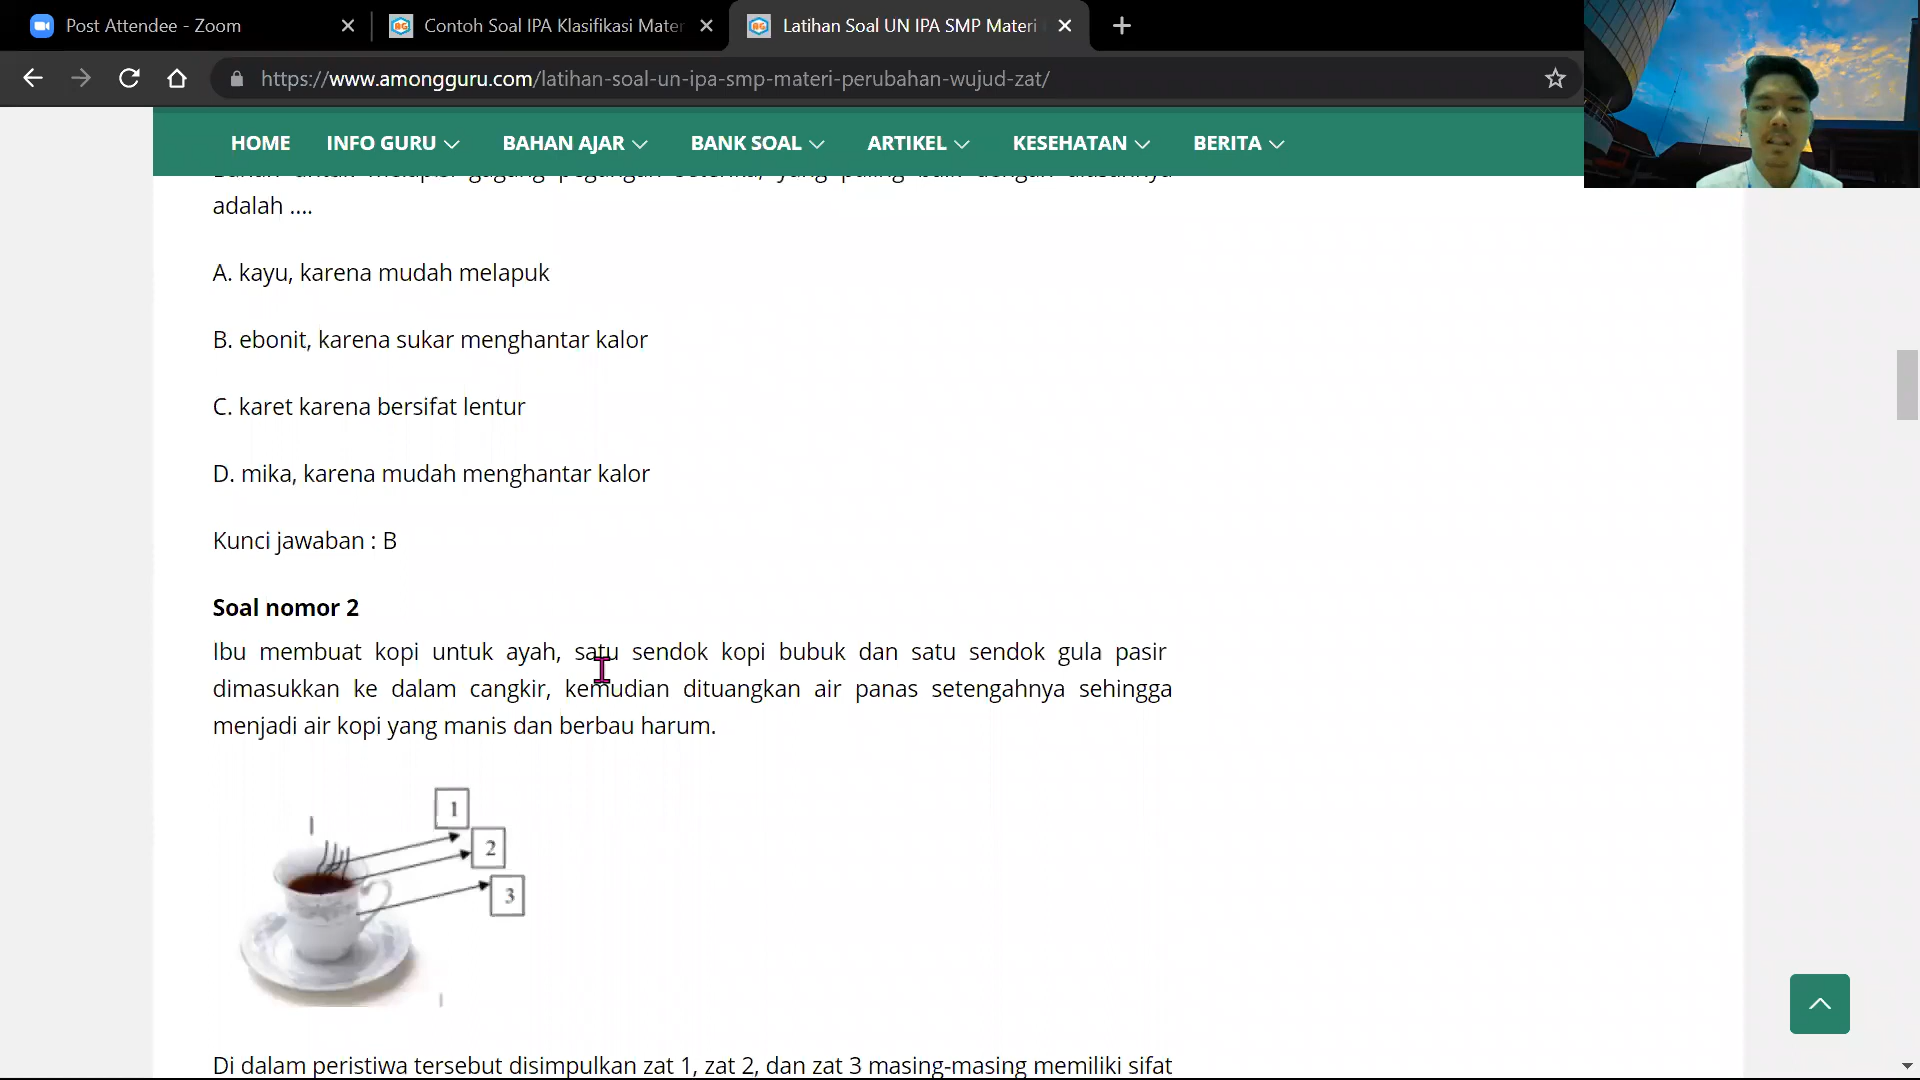 Post Attendee - Zoom
Contoh Soal IPA Klasifikasi Mater
Latihan Soal UN IPA SMP Materi
https://www.amongguru.com/latihan-soal-un-ipa-smp-materi-perubahan-wujud-zat/
HOME INFO GURU BAHAN AJAR BANK SOAL ARTIKEL KESEHATAN BERITA
adalah ....
A. kayu, karena mudah melapuk
B. ebonit, karena sukar menghantar kalor
C. karet karena bersifat lentur
D. mika, karena mudah menghantar kalor
Kunci jawaban : B
Soal nomor 2
Ibu membuat kopi untuk ayah, satu sendok kopi bubuk dan satu sendok gula pasir
dimasukkan ke dalam cangkir, kemudian dituangkan air panas setengahnya sehingga
menjadi air kopi yang manis dan berbau harum.
1
2
3
Di dalam peristiwa tersebut disimpulkan zat 1, zat 2, dan zat 3 masing-masing memiliki sifat